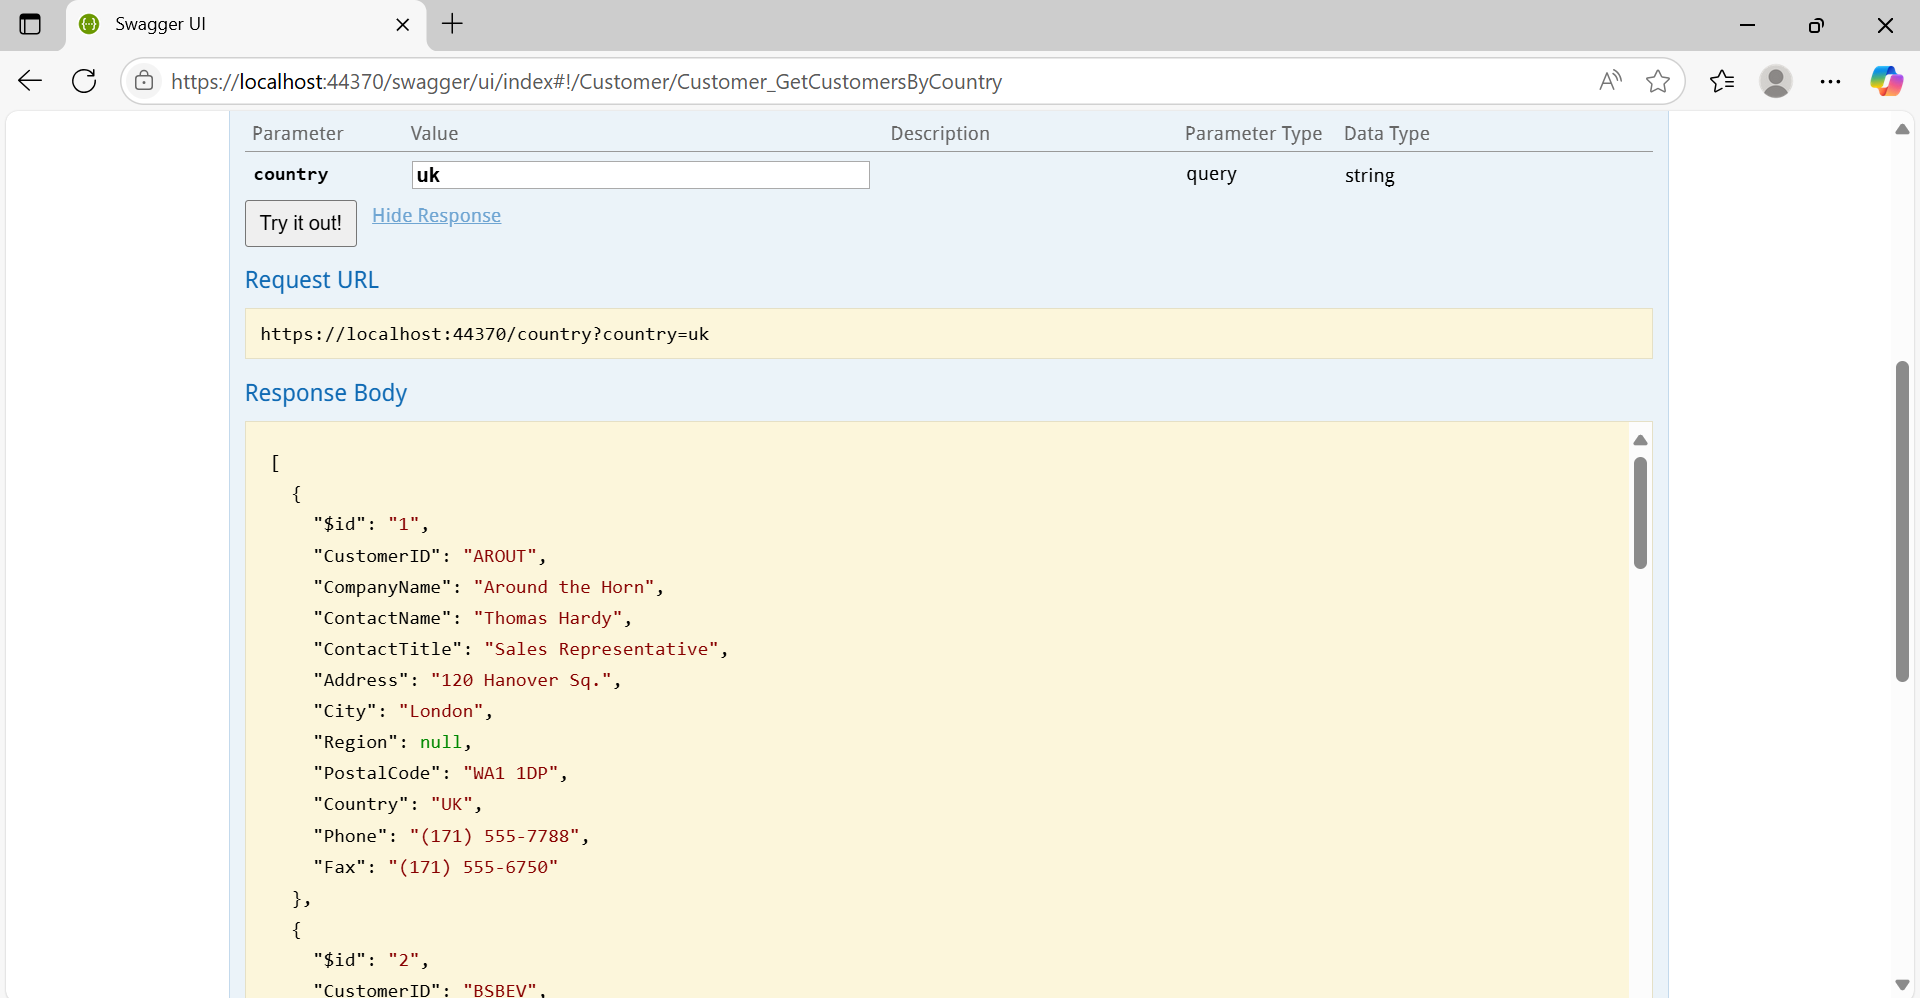 Swagger UI
https://localhost:44370/swagger/ui/index#!/Customer/Customer_GetCustomersByCountry
Parameter Value Description Parameter Type Data Type
country uk query string
Try it out! Hide Response
Request URL
https://localhost:44370/country?country=uk
Response Body
[
{
"$id": "1",
"CustomerID": "AROUT",
"CompanyName": "Around the Horn",
"ContactName": "Thomas Hardy",
"ContactTitle": "Sales Representative",
"Address": "120 Hanover Sq.",
"City": "London",
"Region": null,
"PostalCode": "WA1 1DP",
"Country": "UK",
"Phone": "(171) 555-7788",
"Fax": "(171) 555-6750"
},
{
"$id": "2",
"CustomerID": "BSBEV",